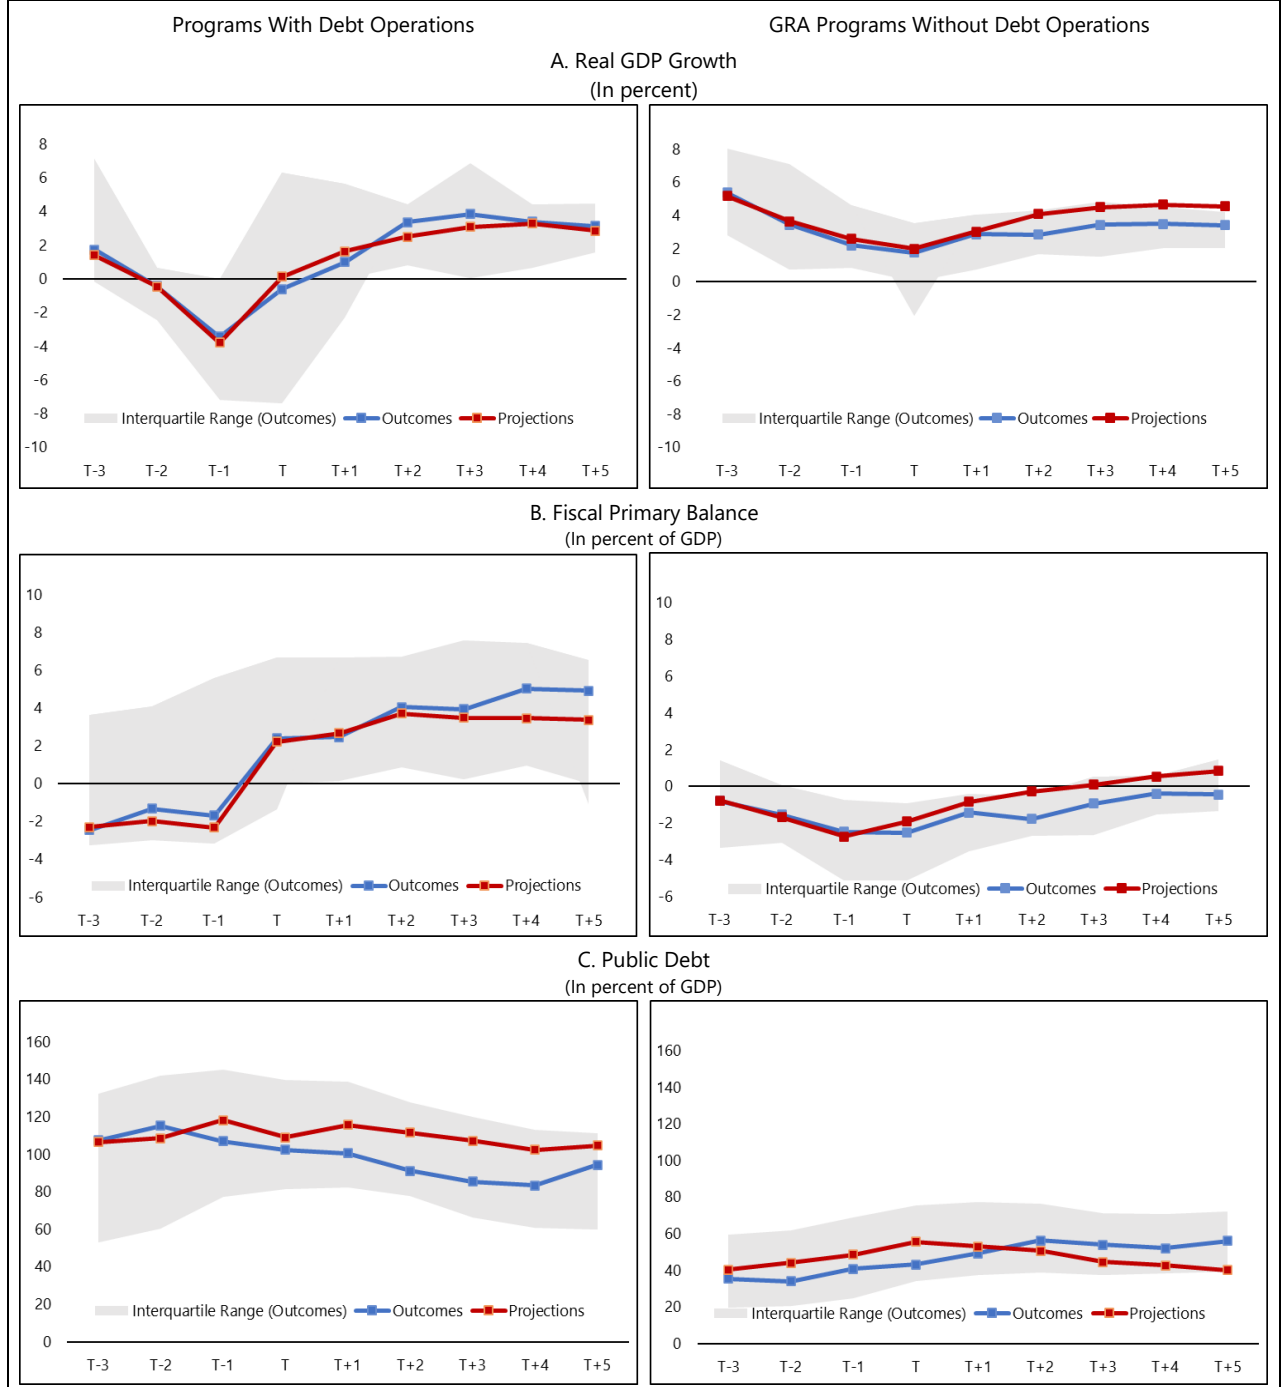 Programs With Debt Operations
GRA Programs Without Debt Operations
A. Real GDP Growth
(In percent)
8
6
4
2
0
-2
-4
-6
-8
-10
Interquartile Range (Outcomes) Outcomes Projections
T-3 T-2 T-1 T T+1 T+2 T+3 T+4 T+5
8
6
4
2
0
-2
-4
-6
-8
-10
Interquartile Range (Outcomes) Outcomes Projections
T-3 T-2 T-1 T T+1 T+2 T+3 T+4 T+5
B. Fiscal Primary Balance
(In percent of GDP)
10
8
6
4
2
0
-2
-4
-6
Interquartile Range (Outcomes) Outcomes Projections
T-3 T-2 T-1 T T+1 T+2 T+3 T+4 T+5
10
8
6
4
2
0
-2
-4
-6
Interquartile Range (Outcomes) Outcomes Projections
T-3 T-2 T-1 T T+1 T+2 T+3 T+4 T+5
C. Public Debt
(In percent of GDP)
160
140
120
100
80
60
40
20
0
Interquartile Range (Outcomes) Outcomes Projections
T-3 T-2 T-1 T T+1 T+2 T+3 T+4 T+5
160
140
120
100
80
60
40
20
0
Interquartile Range (Outcomes) Outcomes Projections
T-3 T-2 T-1 T T+1 T+2 T+3 T+4 T+5